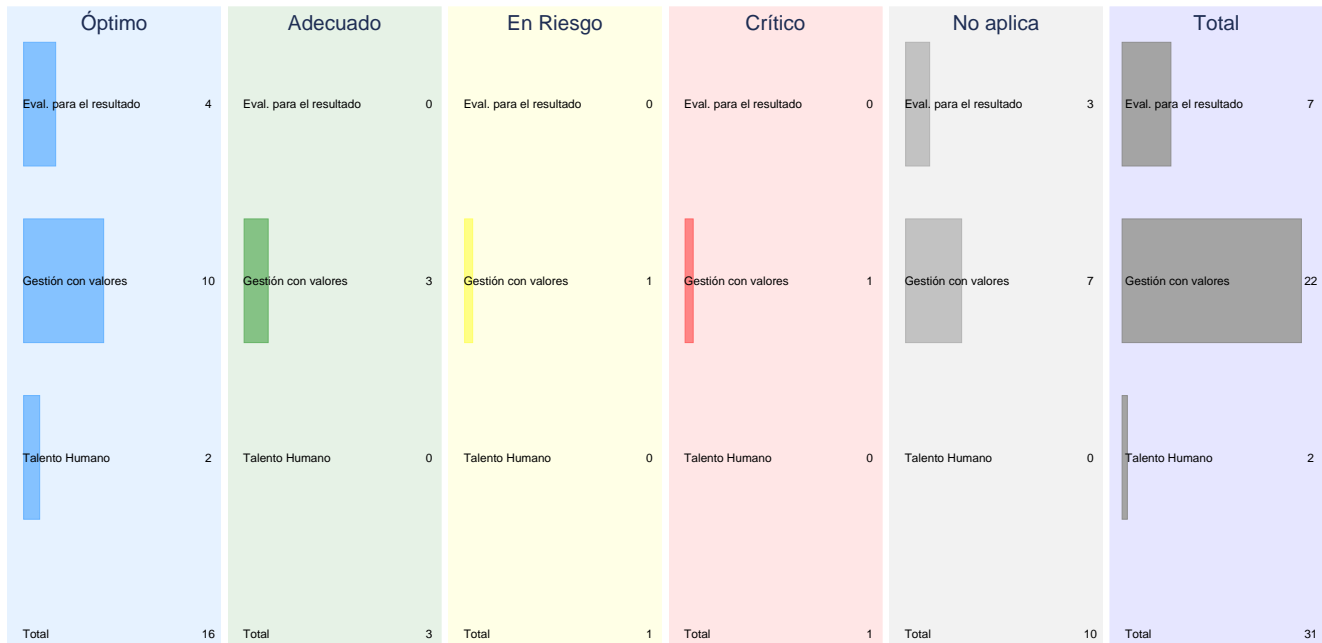 Óptimo Adecuado En Riesgo Crítico No aplica Total
Eval. para el resultado 4 Eval. para el resultado 0 Eval. para el resultado 0 Eval. para el resultado 0 Eval. para el resultado 3 Eval. para el resultado 7
Gestión con valores 10 Gestión con valores 3 Gestión con valores 1 Gestión con valores 1 Gestión con valores 7 Gestión con valores 22
Talento Humano 2 Talento Humano 0 Talento Humano 0 Talento Humano 0 Talento Humano 0 Talento Humano 2
Total 16 Total 3 Total 1 Total 1 Total 10 Total 31